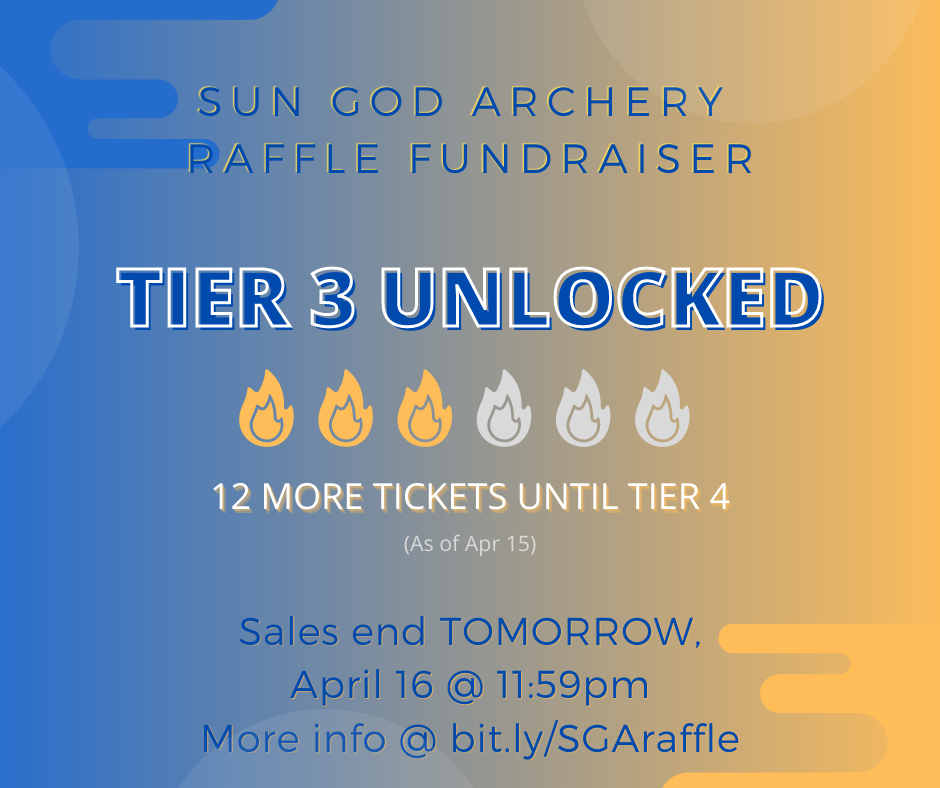 SUN GOD ARCHERY
RAFFLE FUNDRAISER
TIER 3 UNLOCKED
12 MORE TICKETS UNTIL TIER 4
(As of Apr 15)
Sales end TOMORROW,
April 16 @ 11:59pm
More info @ bit.ly/SGAraffle